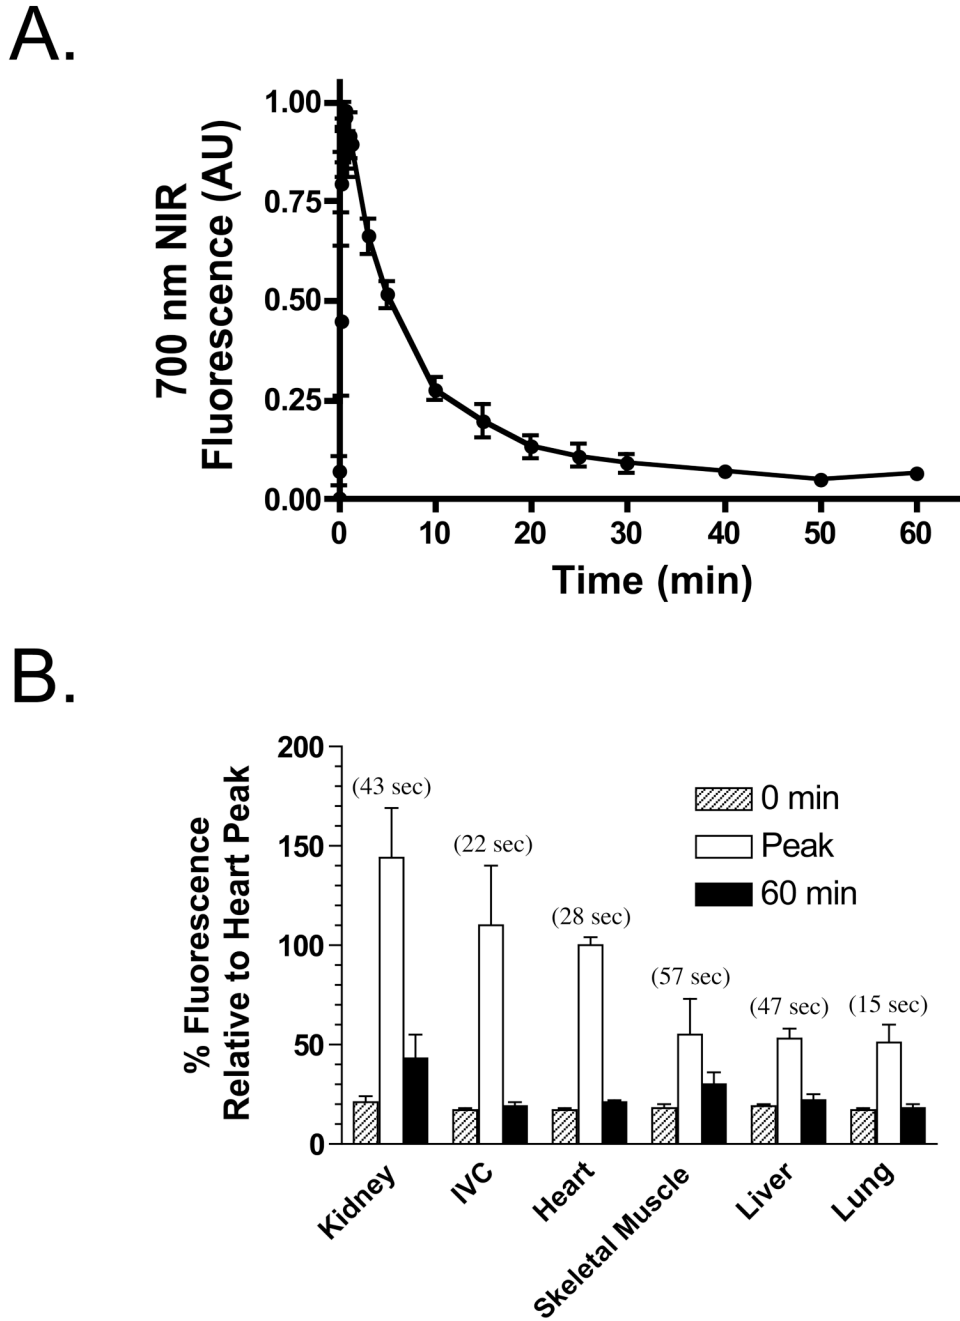 A.
700 nm NIR
Fluorescence (AU)
1.00
0.75
0.50
0.25
0.00
0 10 20 30 40 50 60
Time (min)
B.
% Fluorescence
Relative to Heart Peak
200
150
100
50
0
(43 sec)
(22 sec)
(28 sec)
(57 sec)
(47 sec)
(15 sec)
0 min
Peak
60 min
Kidney
IVC
Heart
Skeletal Muscle
Liver
Lung